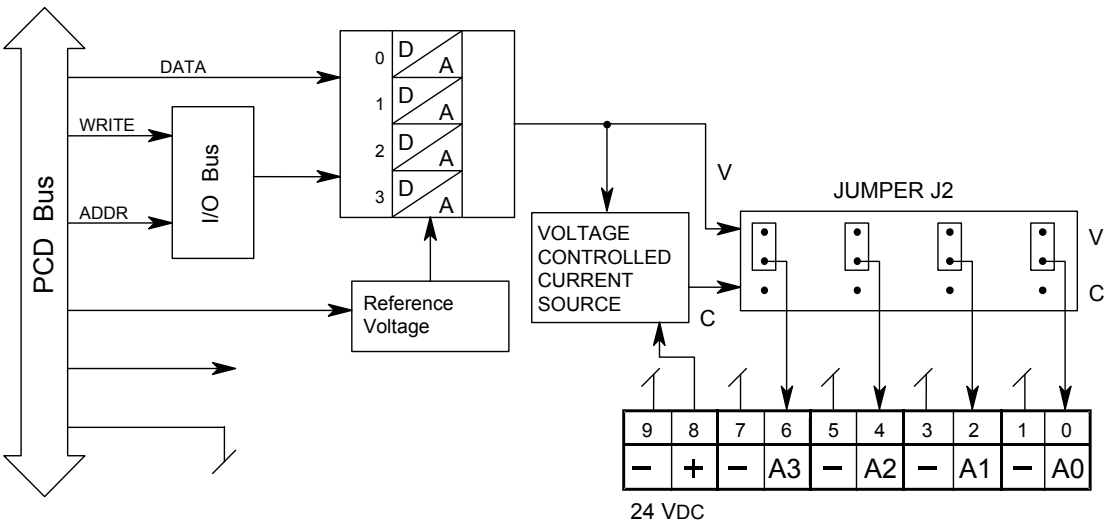 DATA
WRITE
ADDR
PCD Bus
I/O Bus
0 D A
1 D A
2 D A
3 D A
Reference
Voltage
V
VOLTAGE
CONTROLLED
CURRENT
SOURCE
C
JUMPER J2
V
C
9 8 7 6 5 4 3 2 1 0
– + – A3 – A2 – A1 – A0
24 VDC